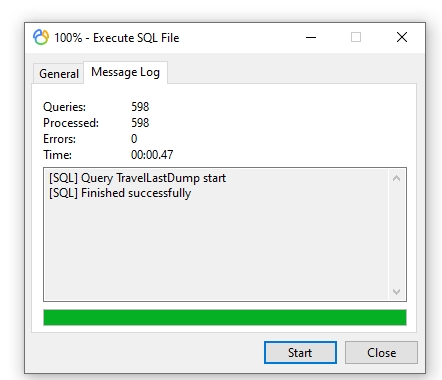 100% - Execute SQL File
General Message Log
Queries: 598
Processed: 598
Errors: 0
Time: 00:00.47
[SQL] Query TravelLastDump start
[SQL] Finished successfully
Start Close